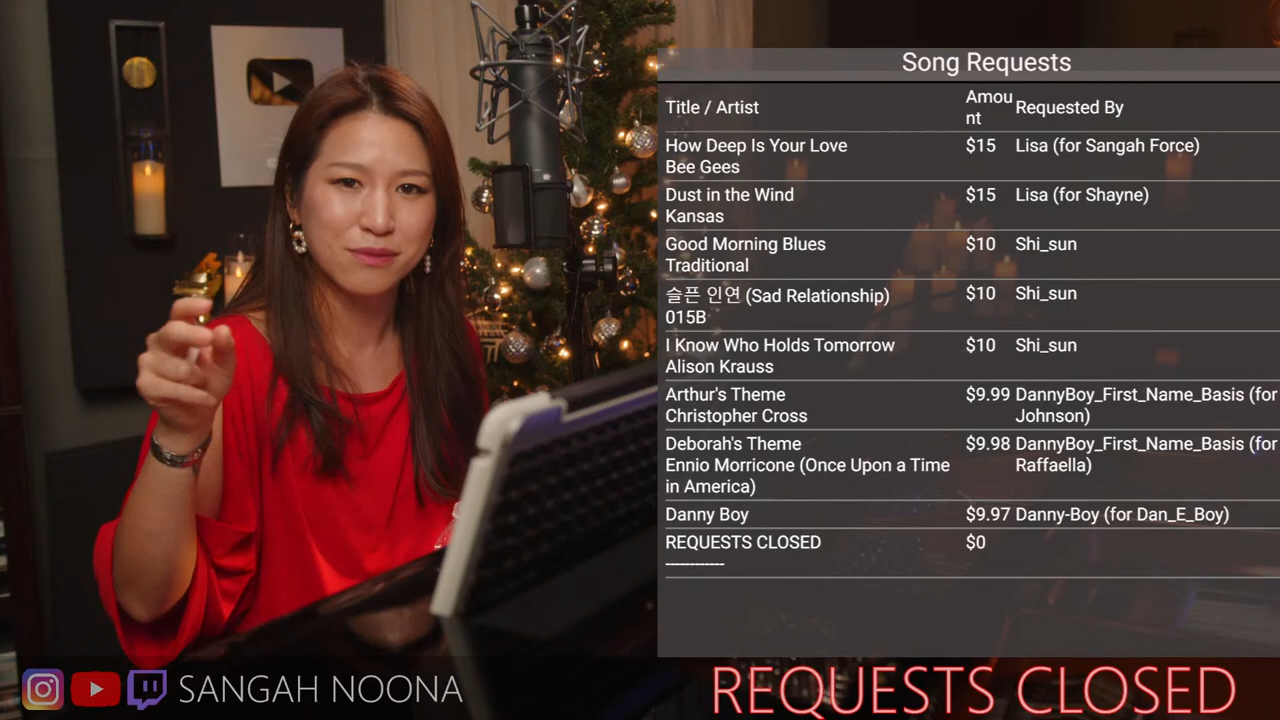 Song Requests
Title / Artist
Amou
nt
Requested By
How Deep Is Your Love
Bee Gees
$15
Lisa (for Sangah Force)
Dust in the Wind
Kansas
$15
Lisa (for Shayne)
Good Morning Blues
Traditional
$10
Shi_sun
슬픈 인연 (Sad Relationship)
015B
$10
Shi_sun
I Know Who Holds Tomorrow
Alison Krauss
$10
Shi_sun
Arthur's Theme
Christopher Cross
$9.99
DannyBoy_First_Name_Basis (for
Johnson)
Deborah's Theme
Ennio Morricone (Once Upon a Time
in America)
$9.98
DannyBoy_First_Name_Basis (for
Raffaella)
Danny Boy
$9.97
Danny-Boy (for Dan_E_Boy)
REQUESTS CLOSED
------------
$0
SANGAH NOONA
REQUESTS CLOSED